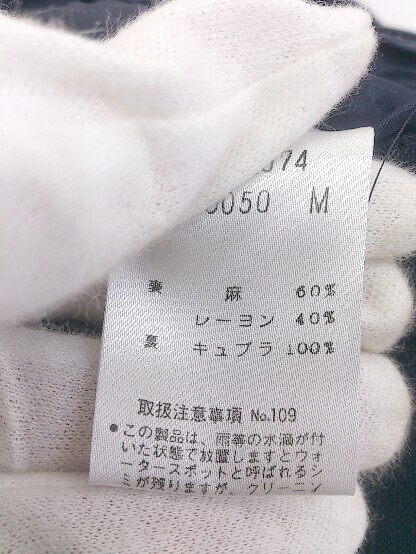 574
0050 M
表 麻 60%
レーヨン 40%
裏 キュプラ 100%
取扱注意事項 No.109
●この製品は、雨等の水滴が付
いた状態で放置しますとウォ
ータースポットと呼ばれるシ
ミが残りますが、クリーニン